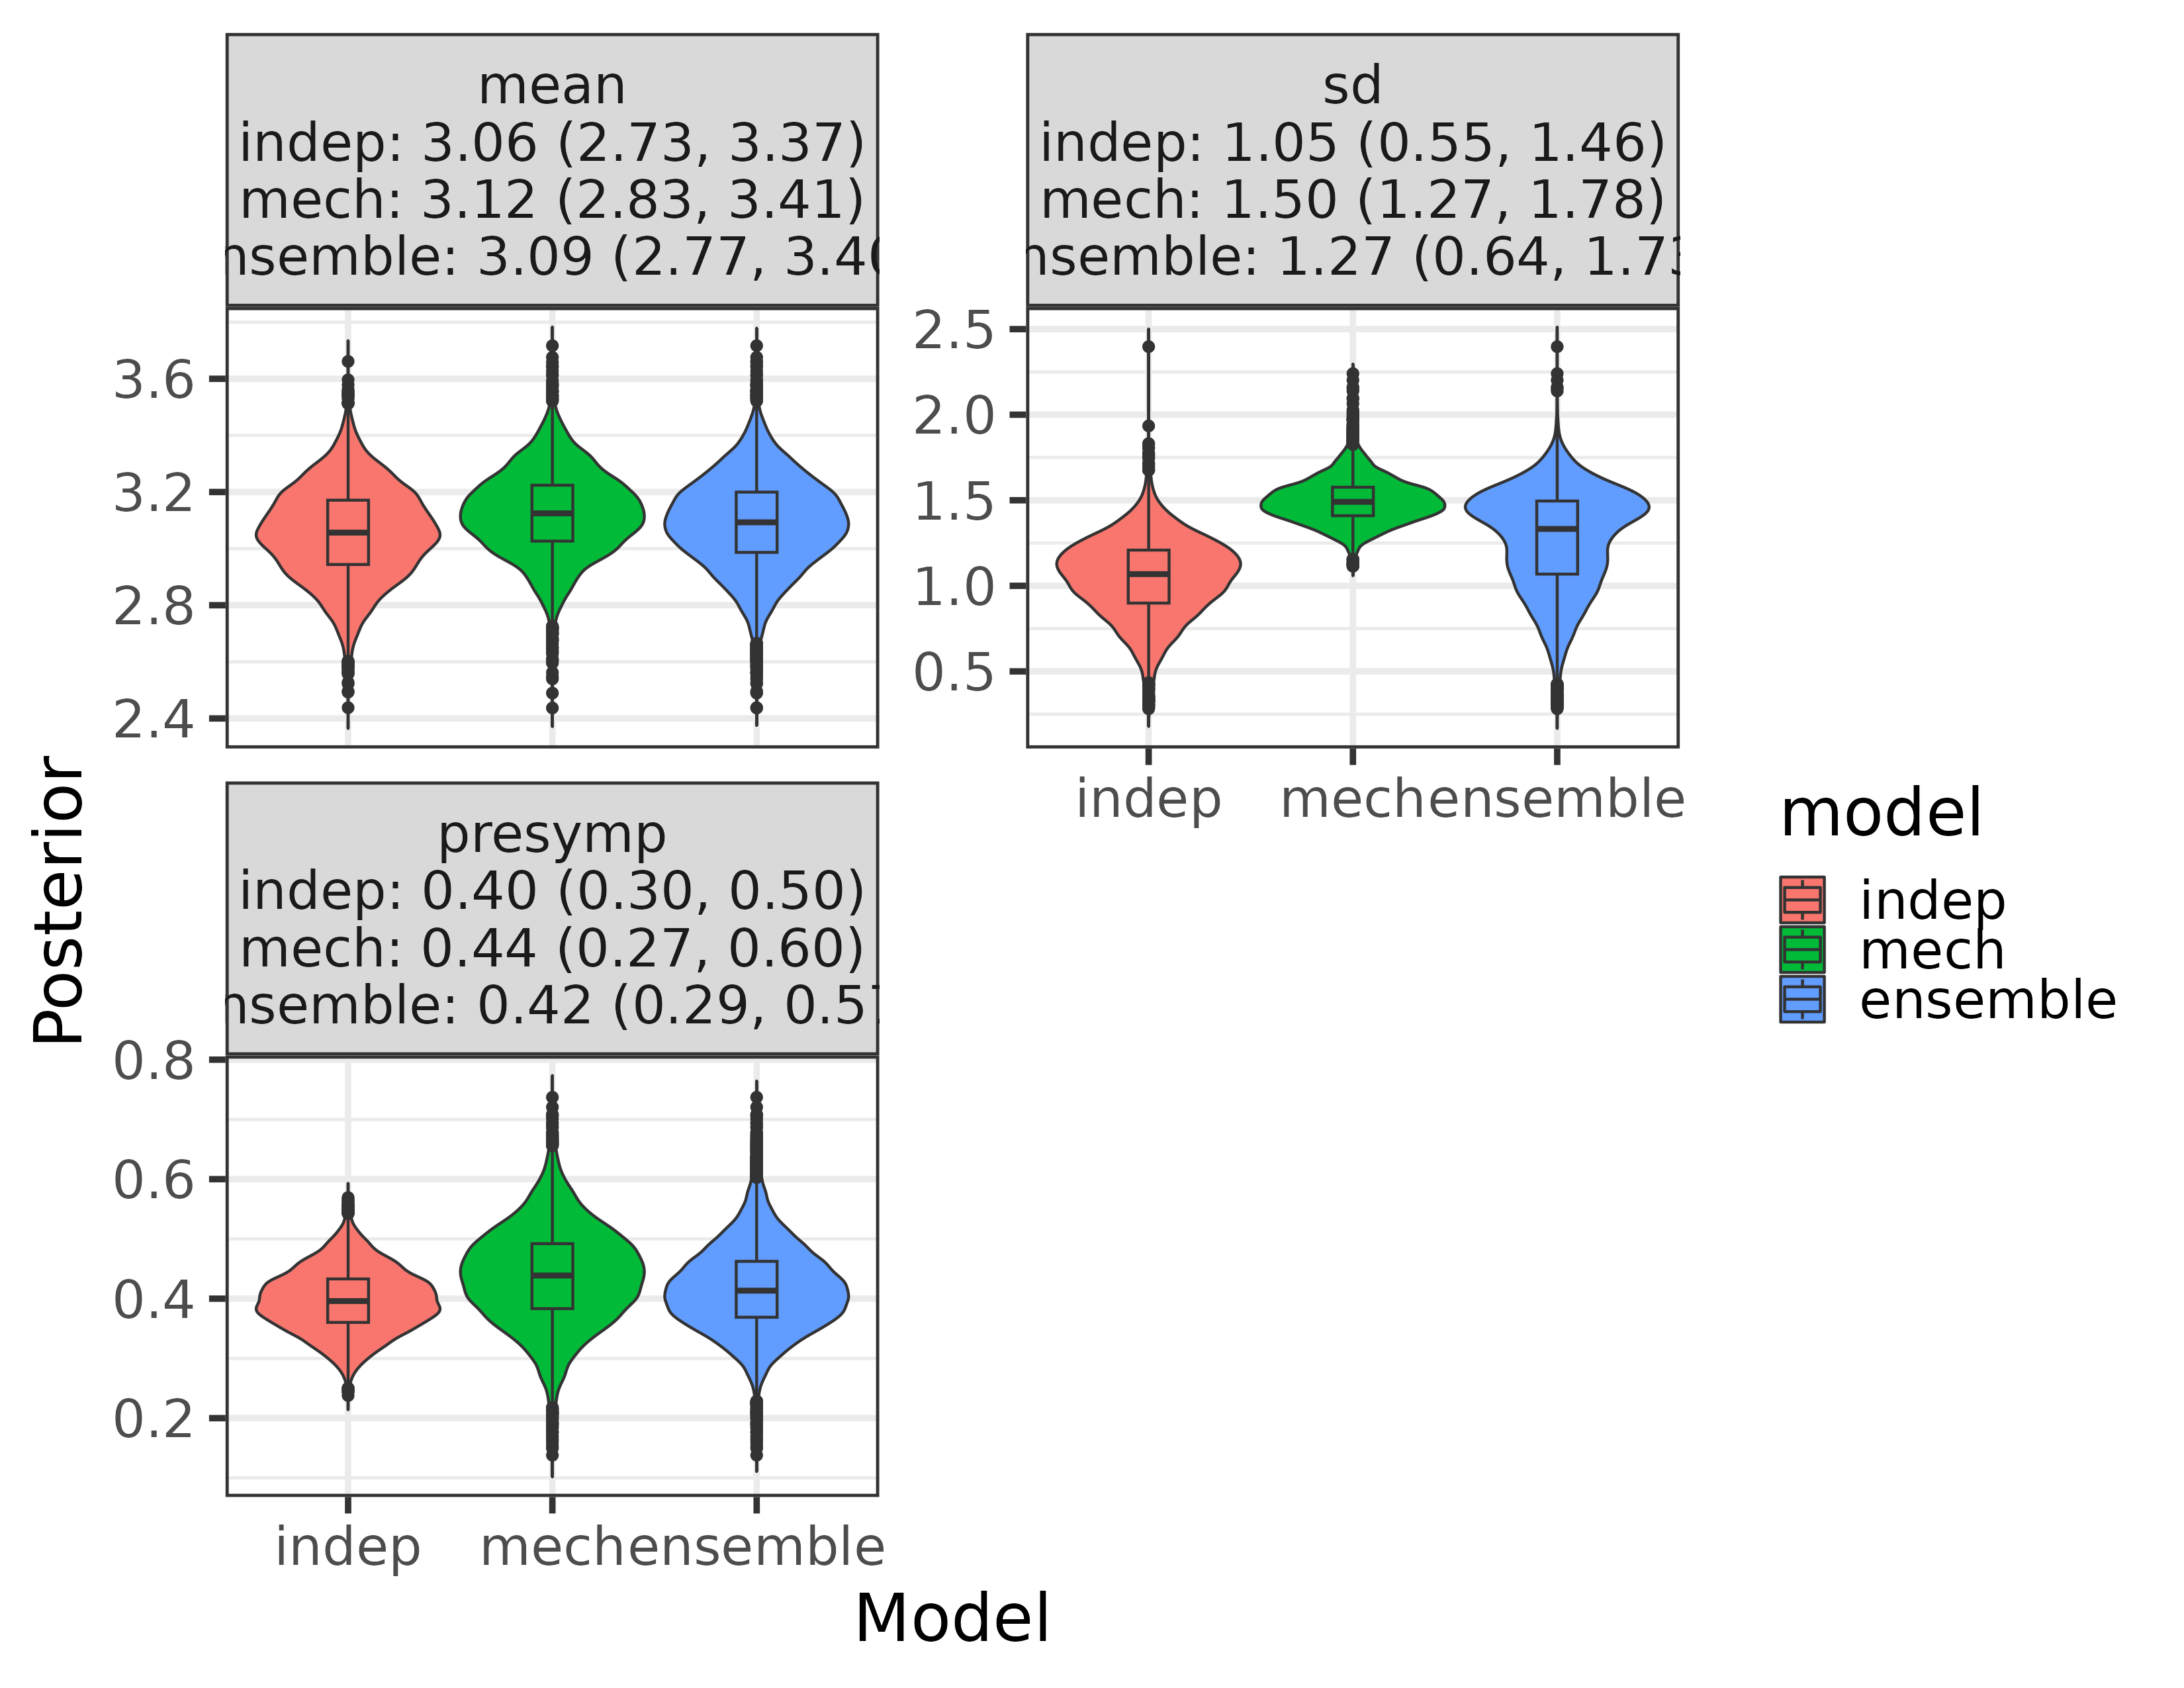 mean
indep: 3.06 (2.73, 3.37)
mech: 3.12 (2.83, 3.41)
nsemble: 3.09 (2.77, 3.40
3.6
3.2
2.8
2.4
sd
indep: 1.05 (0.55, 1.46)
mech: 1.50 (1.27, 1.78)
nsemble: 1.27 (0.64, 1.73
2.5
2.0
1.5
1.0
0.5
indep mech ensemble
presymp
indep: 0.40 (0.30, 0.50)
mech: 0.44 (0.27, 0.60)
nsemble: 0.42 (0.29, 0.57
0.8
0.6
0.4
0.2
indep mech ensemble
Posterior
Model
model
indep
mech
ensemble